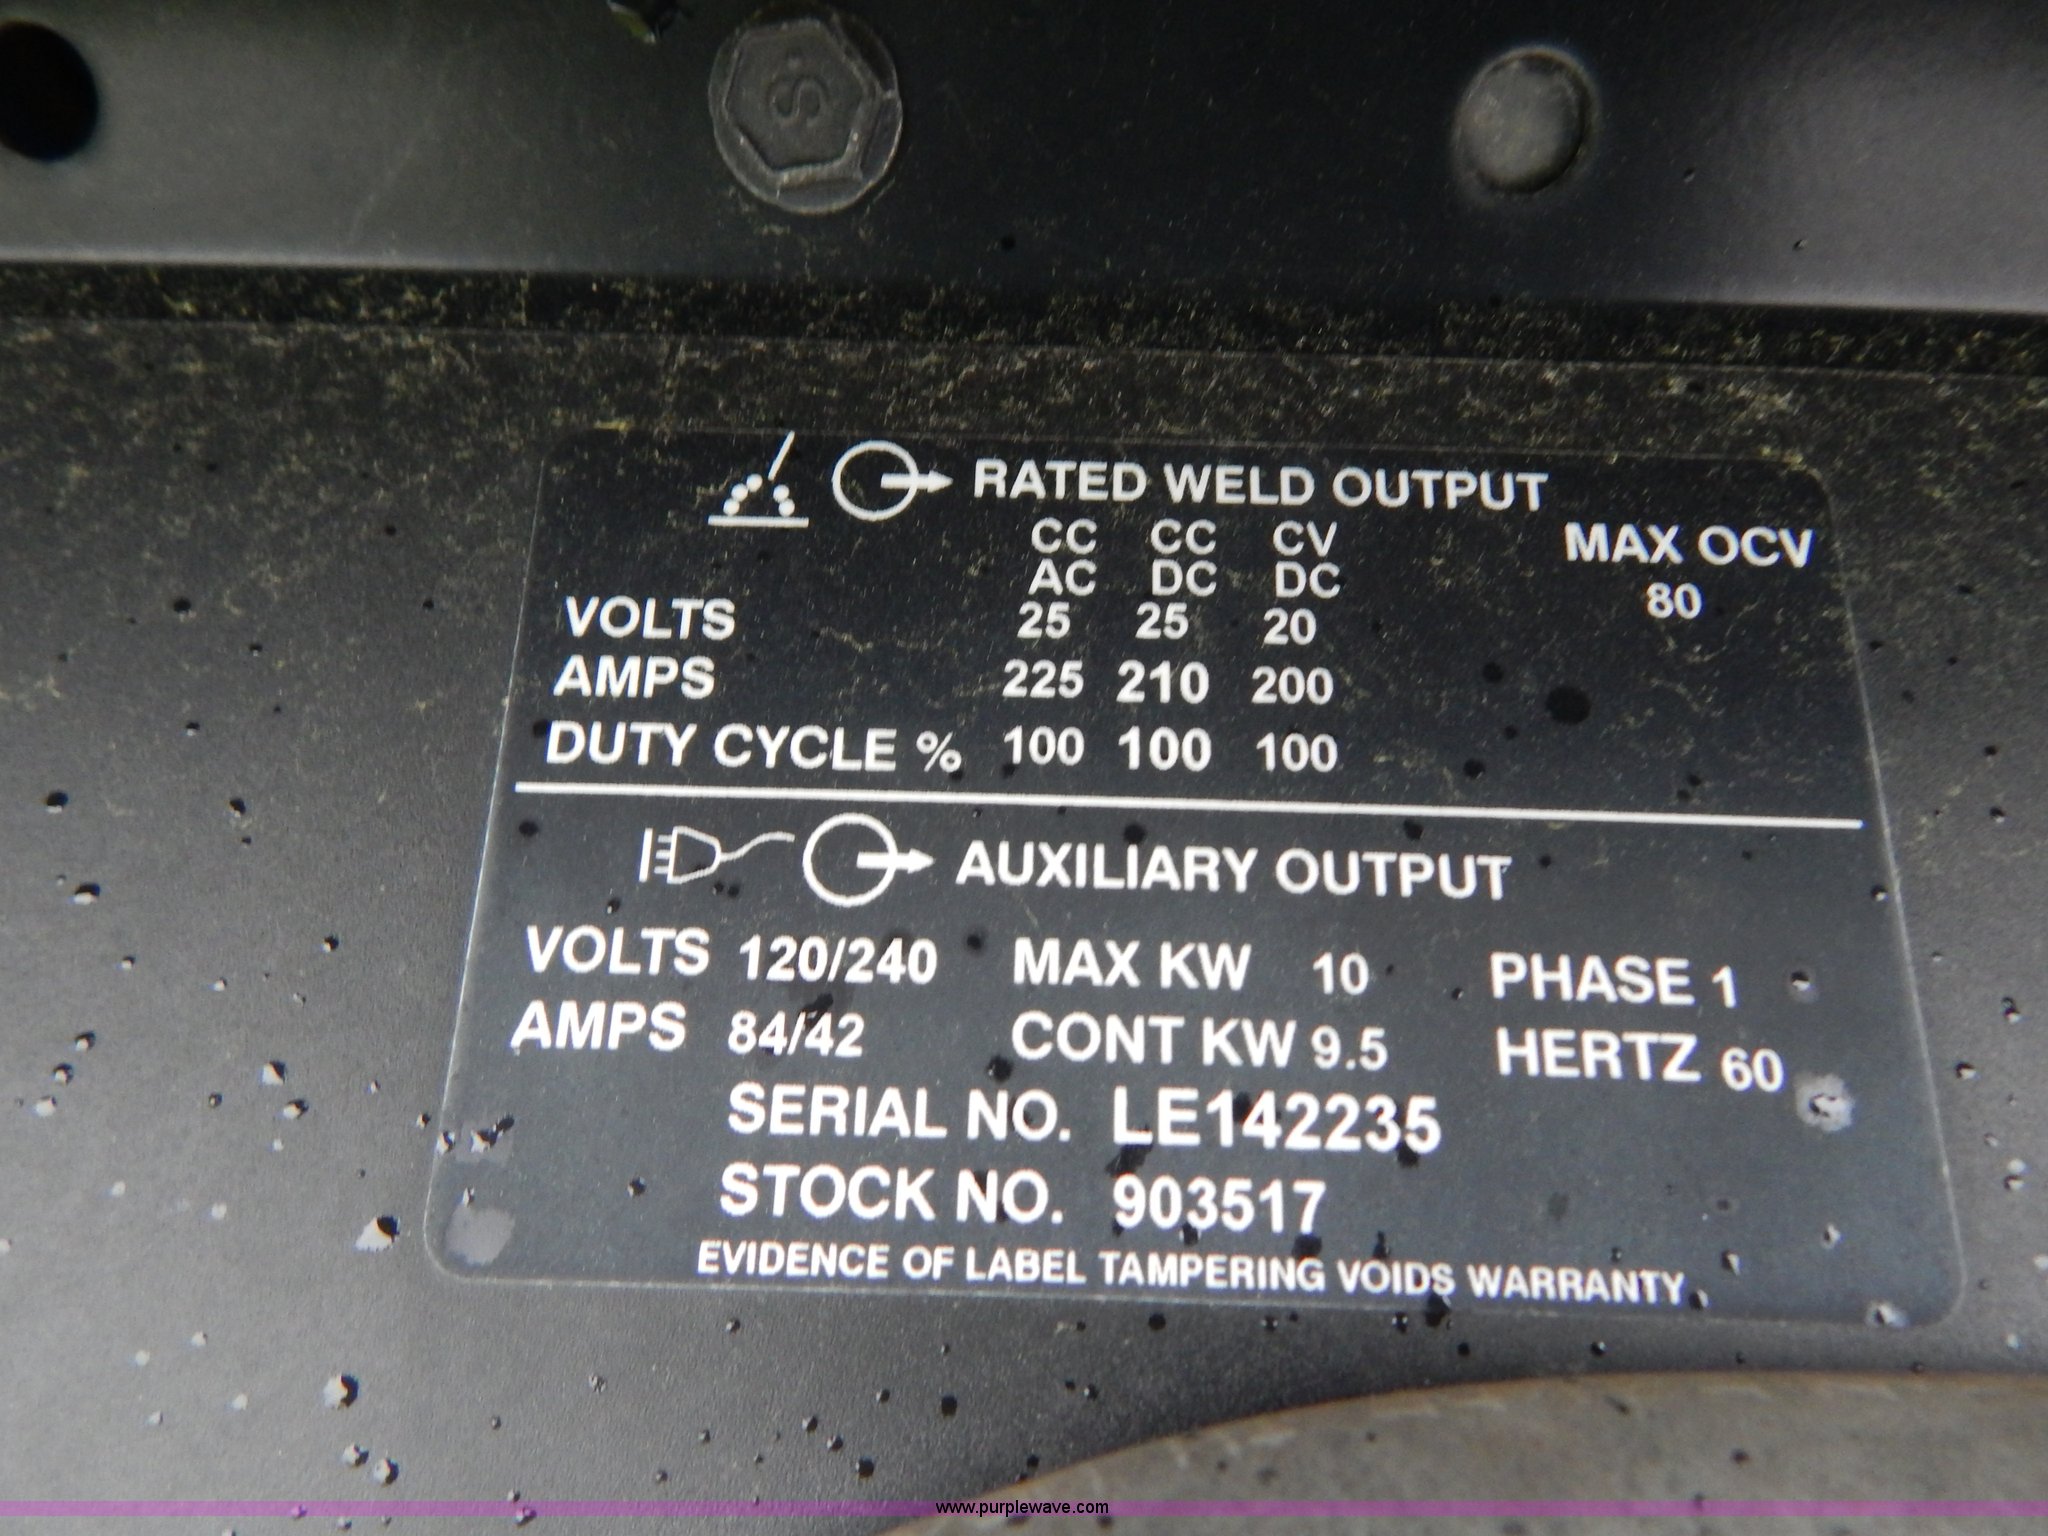 S
RATED WELD OUTPUT
CC CC CV MAX OCV
AC DC DC 80
VOLTS 25 25 20
AMPS 225 210 200
DUTY CYCLE % 100 100 100
AUXILIARY OUTPUT
VOLTS 120/240 MAX KW 10 PHASE 1
AMPS 84/42 CONT KW 9.5 HERTZ 60
SERIAL NO. LE142235
STOCK NO. 903517
EVIDENCE OF LABEL TAMPERING VOIDS WARRANTY
www.purplewave.com